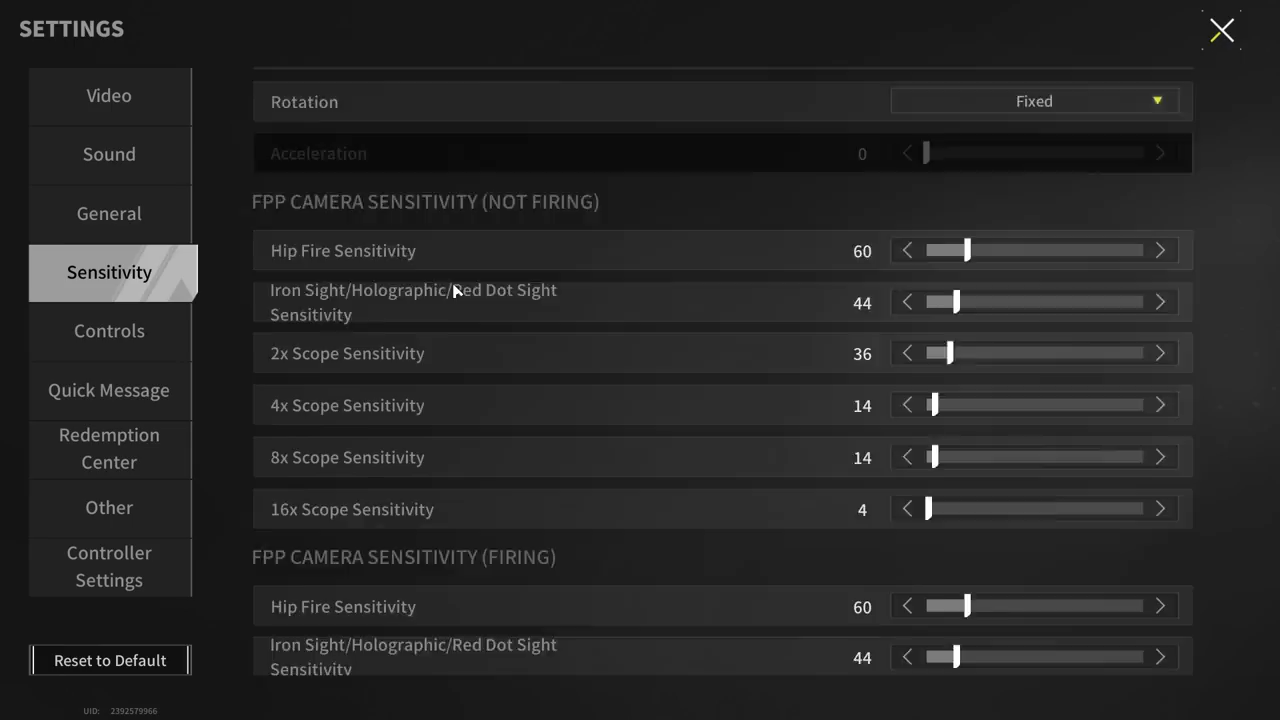 SETTINGS
Video
Sound
General
Sensitivity
Controls
Quick Message
Redemption
Center
Other
Controller
Settings
Reset to Default
UID: 2392579966
Rotation Fixed
Acceleration 0
FPP CAMERA SENSITIVITY (NOT FIRING)
Hip Fire Sensitivity 60
Iron Sight/Holographic/Red Dot Sight
Sensitivity 44
2x Scope Sensitivity 36
4x Scope Sensitivity 14
8x Scope Sensitivity 14
16x Scope Sensitivity 4
FPP CAMERA SENSITIVITY (FIRING)
Hip Fire Sensitivity 60
Iron Sight/Holographic/Red Dot Sight
Sensitivity 44